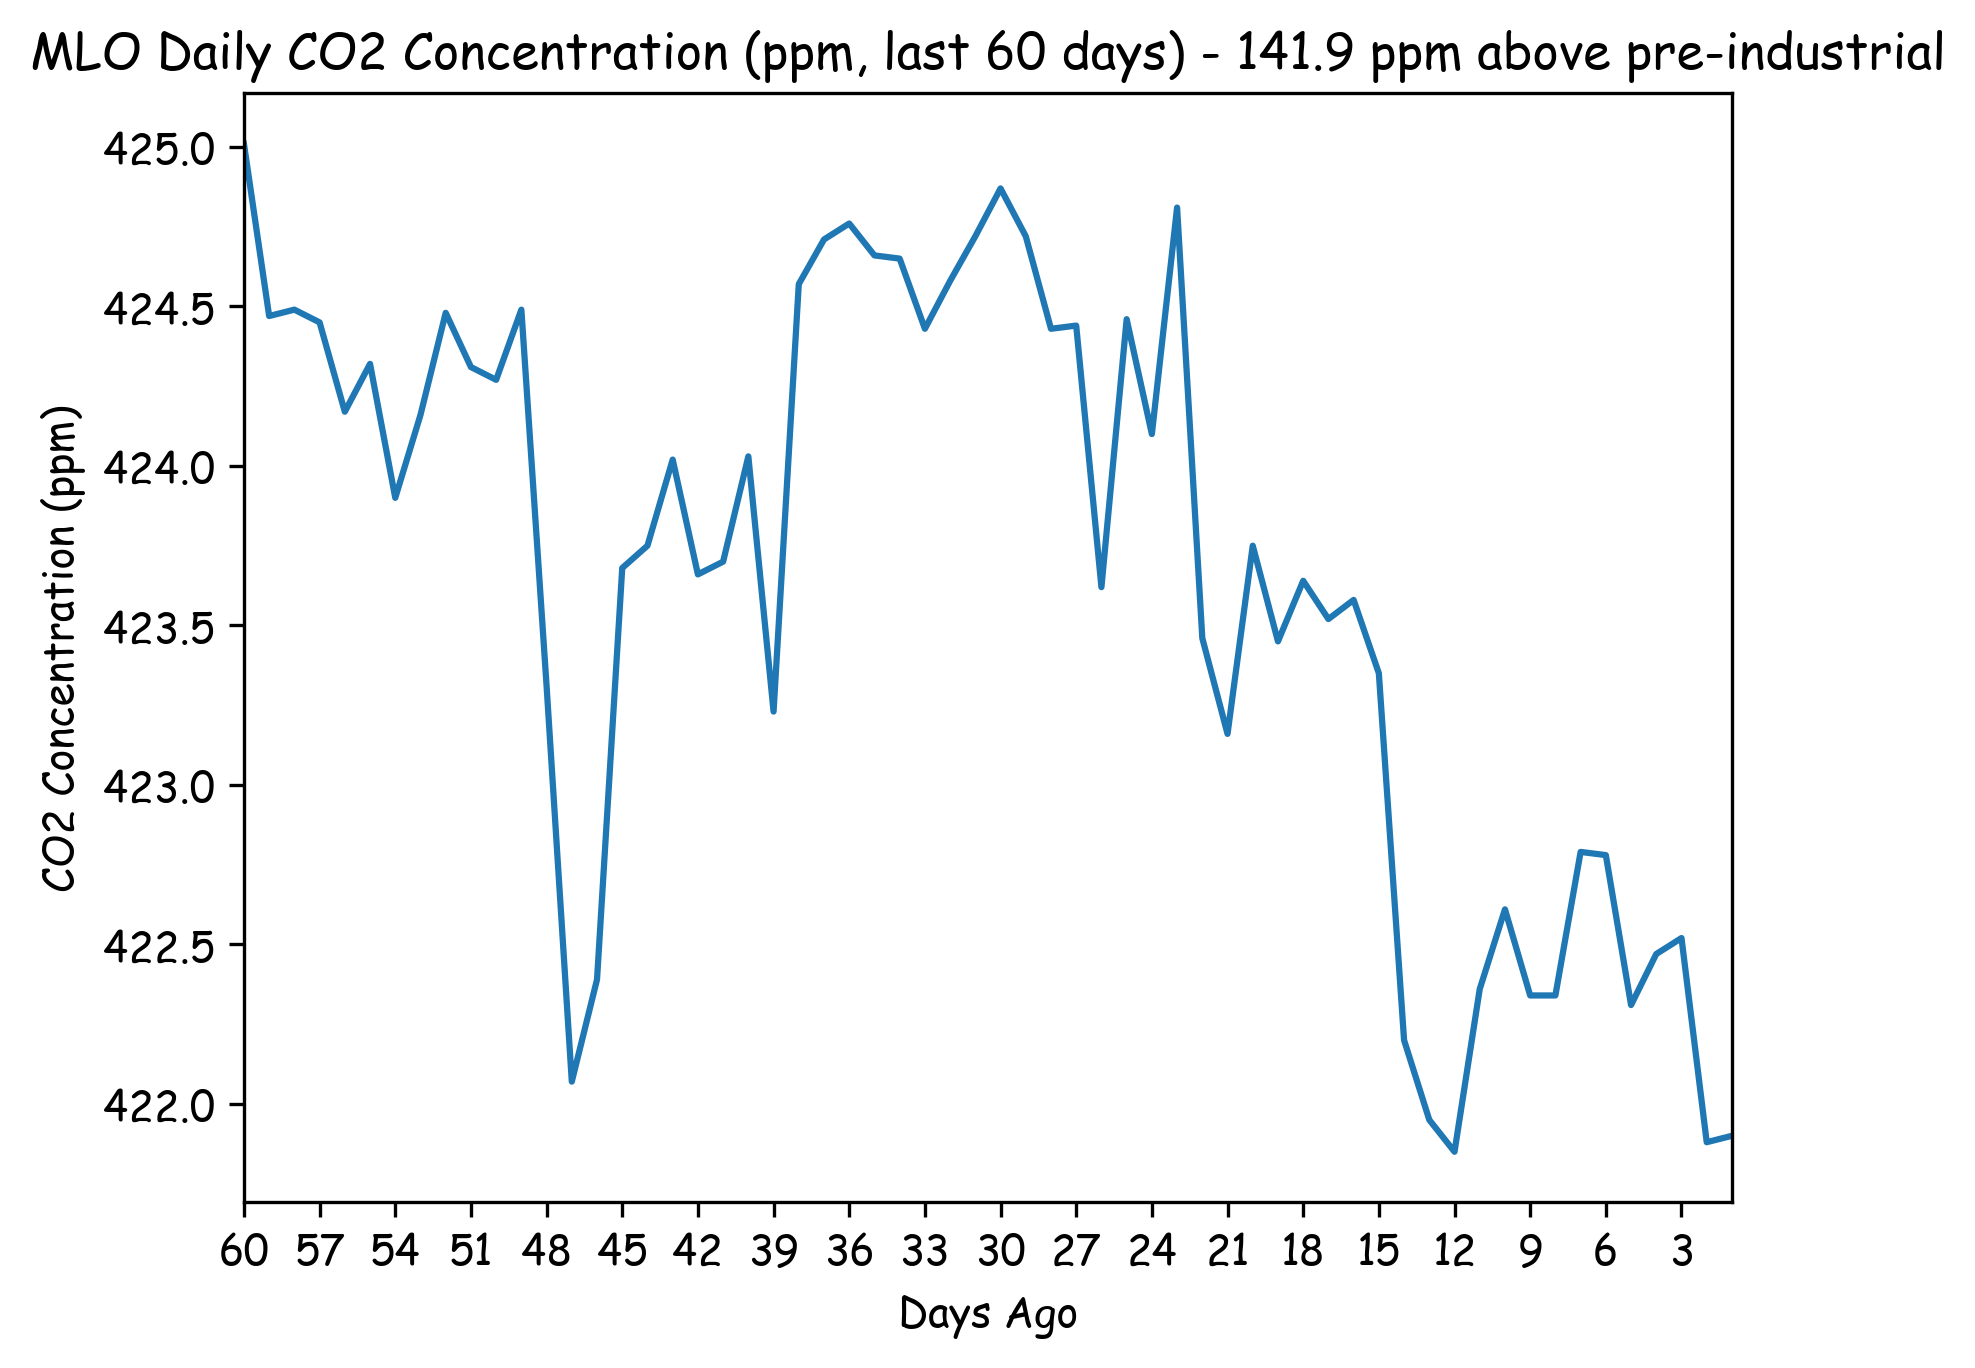 MLO Daily CO2 Concentration (ppm, last 60 days) - 141.9 ppm above pre-industrial
425.0
424.5
424.0
423.5
423.0
422.5
422.0
CO2 Concentration (ppm)
60 57 54 51 48 45 42 39 36 33 30 27 24 21 18 15 12 9 6 3
Days Ago